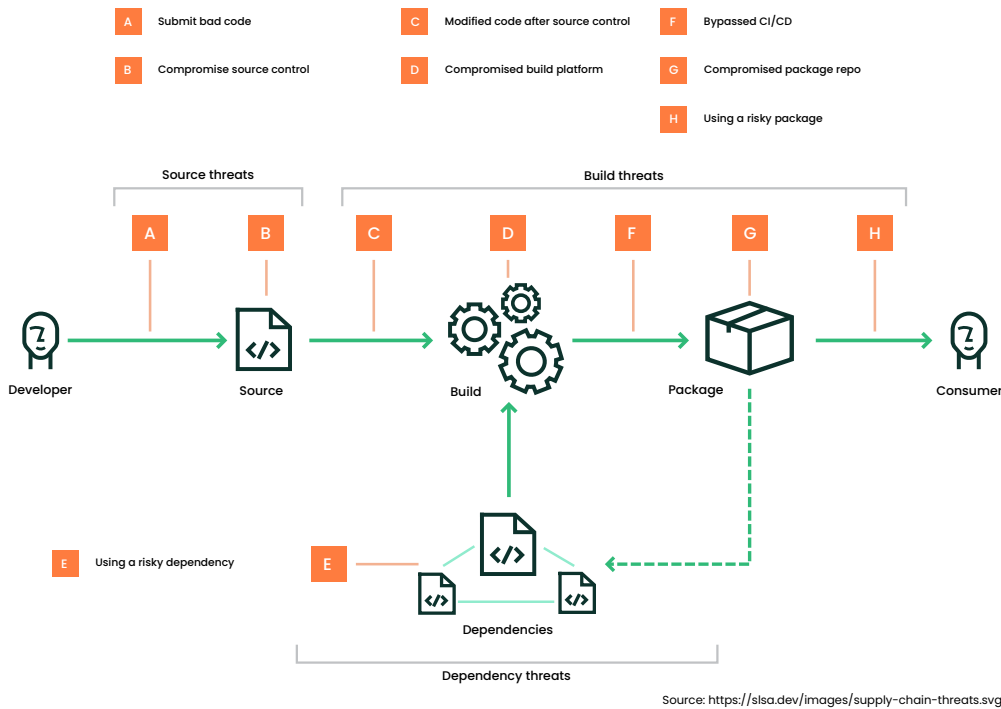 A Submit bad code
C Modified code after source control
F Bypassed CI/CD
B Compromise source control
D Compromised build platform
G Compromised package repo
H Using a risky package
Source threats
Build threats
A
B
C
D
F
G
H
</>
Developer
Source
Build
Package
Consumer
E Using a risky dependency
E
</>
</>
</>
Dependencies
Dependency threats
Source: https://slsa.dev/images/supply-chain-threats.svg